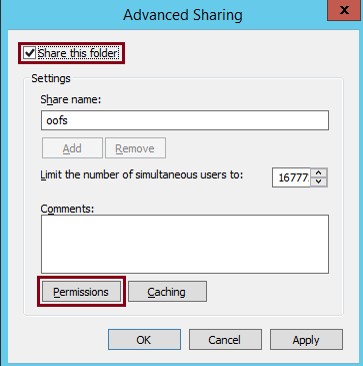 Advanced Sharing
x
Share this folder
Settings
Share name:
oofs
Add
Remove
Limit the number of simultaneous users to:
16777
Comments:
Permissions
Caching
OK
Cancel
Apply